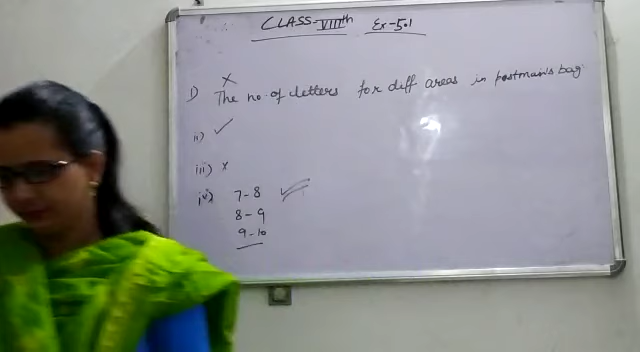 CLASS-VIIIth Ex-5.1
X
1) The no. of letters for diff areas in postman's bag
ii) ✓
iii) x
iv) 7-8 ✓
8-9
9-10